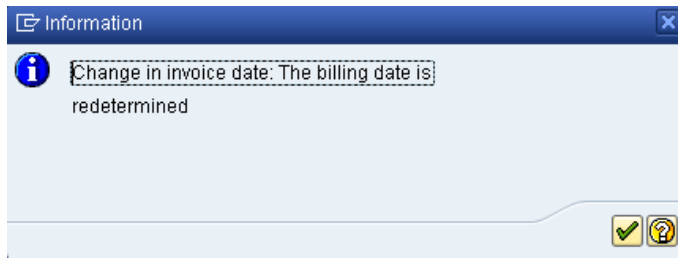 Information
Change in invoice date: The billing date is
redetermined